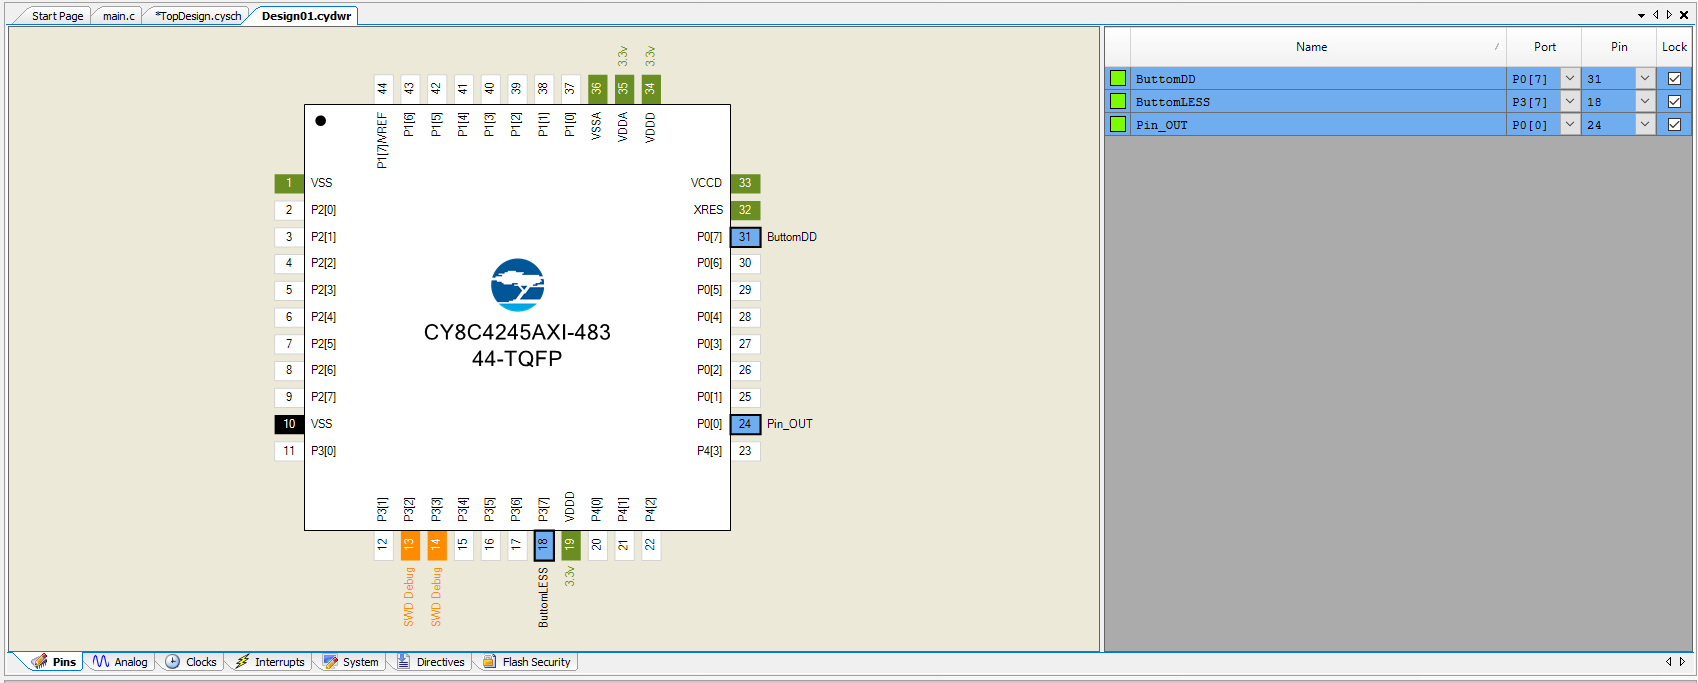 Start Page main.c *TopDesign.cysch Design01.cydwr
Name Port Pin Lock
ButtomDD P0[7] 31
ButtomLESS P3[7] 18
Pin_OUT P0[0] 24
3.3v 3.3v
44 43 42 41 40 39 38 37 36 35 34
P1[7]/VREF P1[6] P1[5] P1[4] P1[3] P1[2] P1[1] P1[0] VSSA VDDA VDDD
1 VSS VCCD 33
2 P2[0] XRES 32
3 P2[1] P0[7] 31 ButtomDD
4 P2[2] P0[6] 30
5 P2[3] P0[5] 29
6 P2[4] P0[4] 28
7 P2[5] P0[3] 27
8 P2[6] P0[2] 26
9 P2[7] P0[1] 25
10 VSS P0[0] 24 Pin_OUT
11 P3[0] P4[3] 23
CY8C4245AXI-483
44-TQFP
P3[1] P3[2] P3[3] P3[4] P3[5] P3[6] P3[7] VDDD P4[0] P4[1] P4[2]
12 13 14 15 16 17 18 19 20 21 22
SWD Debug SWD Debug ButtomLESS 3.3v
Pins Analog Clocks Interrupts System Directives Flash Security